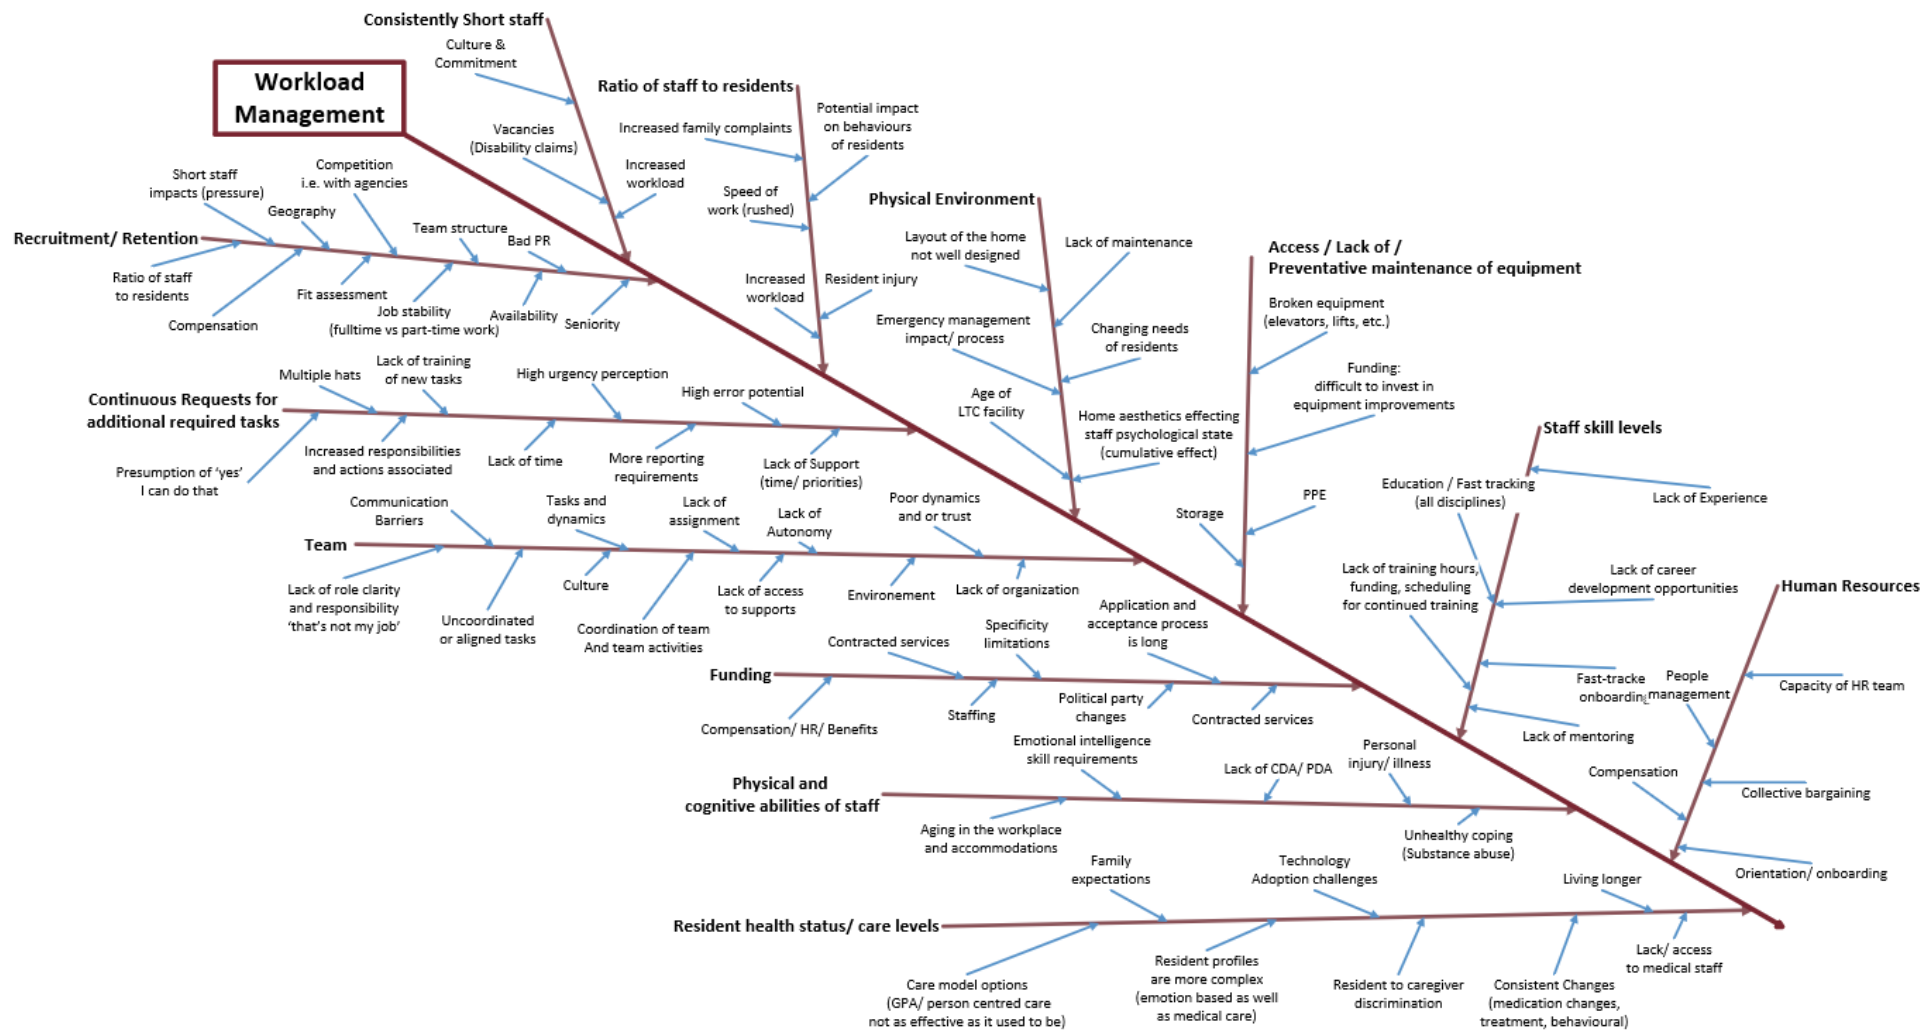 Consistently Short staff
Culture &
Commitment
Vacancies
(Disability claims)
Increased
workload
Workload
Management
Ratio of staff to residents
Increased family complaints
Potential impact
on behaviours
of residents
Speed of
work (rushed)
Increased
workload
Resident injury
Recruitment/ Retention
Short staff
impacts (pressure)
Geography
Competition
i.e. with agencies
Team structure
Bad PR
Ratio of staff
to residents
Compensation
Fit assessment
Job stability
(fulltime vs part-time work)
Availability
Seniority
Physical Environment
Layout of the home
not well designed
Lack of maintenance
Emergency management
impact/ process
Changing needs
of residents
Age of
LTC facility
Home aesthetics effecting
staff psychological state
(cumulative effect)
Access / Lack of /
Preventative maintenance of equipment
Broken equipment
(elevators, lifts, etc.)
Funding:
difficult to invest in
equipment improvements
Storage
PPE
Continuous Requests for
additional required tasks
Multiple hats
Lack of training
of new tasks
High urgency perception
High error potential
Presumption of ‘yes’
I can do that
Increased responsibilities
and actions associated
Lack of time
More reporting
requirements
Lack of Support
(time/ priorities)
Staff skill levels
Lack of Experience
Education / Fast tracking
(all disciplines)
Lack of training hours,
funding, scheduling
for continued training
Lack of career
development opportunities
Fast-tracke
onboarding
Lack of mentoring
Team
Communication
Barriers
Tasks and
dynamics
Lack of
assignment
Lack of
Autonomy
Poor dynamics
and or trust
Lack of role clarity
and responsibility
‘that’s not my job’
Uncoordinated
or aligned tasks
Culture
Coordination of team
And team activities
Lack of access
to supports
Environement
Lack of organization
Human Resources
People
management
Capacity of HR team
Compensation
Collective bargaining
Orientation/ onboarding
Funding
Contracted services
Specificity
limitations
Application and
acceptance process
is long
Compensation/ HR/ Benefits
Staffing
Political party
changes
Contracted services
Physical and
cognitive abilities of staff
Emotional intelligence
skill requirements
Lack of CDA/ PDA
Personal
injury/ illness
Aging in the workplace
and accommodations
Unhealthy coping
(Substance abuse)
Resident health status/ care levels
Family
expectations
Technology
Adoption challenges
Living longer
Care model options
(GPA/ person centred care
not as effective as it used to be)
Resident profiles
are more complex
(emotion based as well
as medical care)
Resident to caregiver
discrimination
Consistent Changes
(medication changes,
treatment, behavioural)
Lack/ access
to medical staff